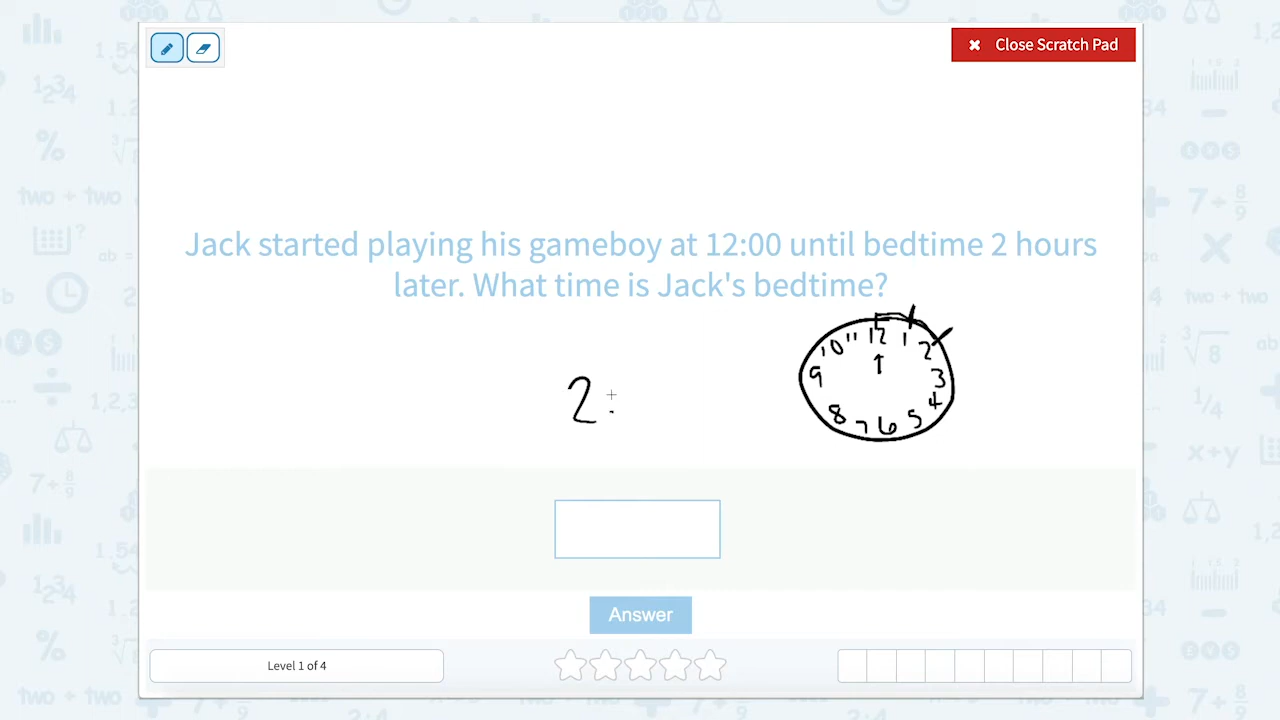 Close Scratch Pad
Jack started playing his gameboy at 12:00 until bedtime 2 hours
later. What time is Jack's bedtime?
10 11 12 1 2
9 3
8 7 6 5 4
2:
Answer
Level 1 of 4